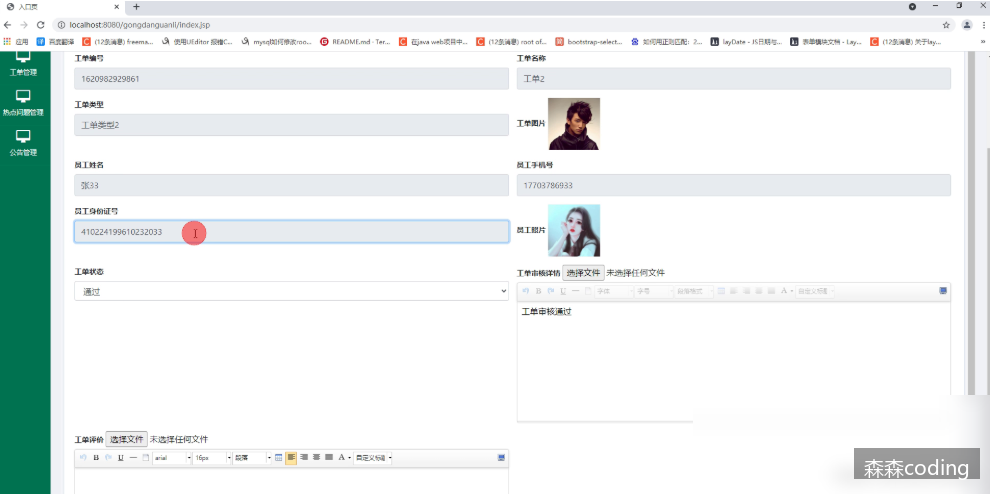 入口页
localhost:8080/gongdanguanli/index.jsp
应用 百度翻译 (12条消息) freema... 使用UEditor 报错C... mysql如何修改roo... README.md · Ter... 在java web项目中... (12条消息) root of... bootstrap-select... 如何用正则匹配：2... layDate - JS日期与... 表单模块文档 - Lay... (12条消息) 关于lay...
工单管理
热点问题管理
公告管理
工单编号
1620982929861
工单名称
工单2
工单类型
工单类型2
工单图片
员工姓名
张33
员工手机号
17703786933
员工身份证号
410224199610232033
员工照片
工单状态
通过
工单审核详情 选择文件 未选择任何文件
B U 字体 字号 段落格式 A 自定义标题
工单审核通过
工单评价 选择文件 未选择任何文件
B U arial 16px 段落 A 自定义标题
森森coding